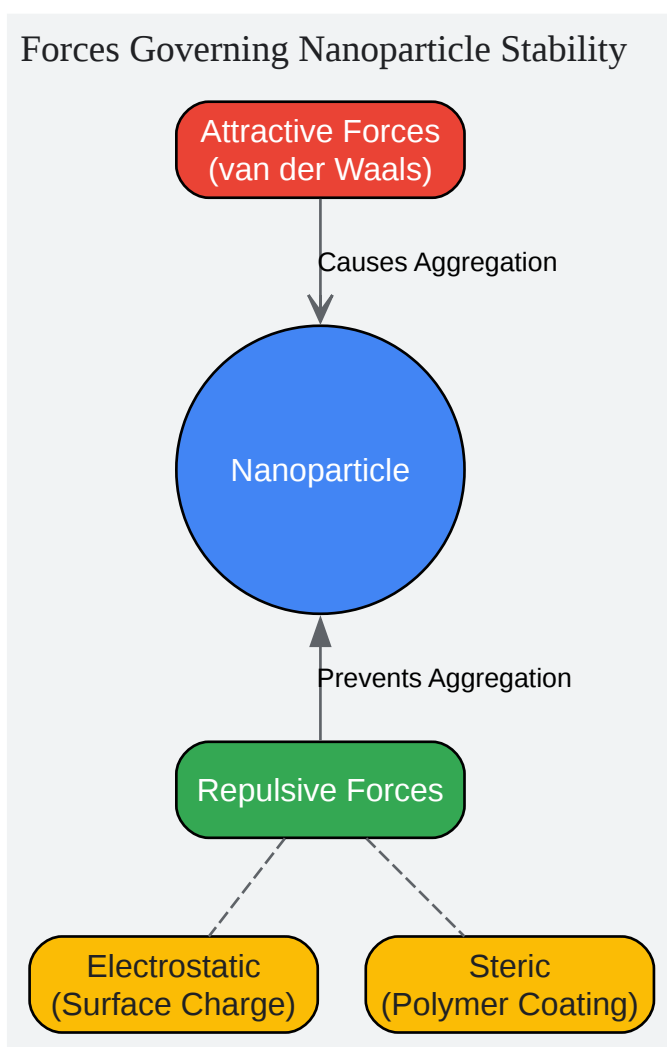 Forces Governing Nanoparticle Stability
Attractive Forces
(van der Waals)
Causes Aggregation
Nanoparticle
Prevents Aggregation
Repulsive Forces
Electrostatic
(Surface Charge)
Steric
(Polymer Coating)